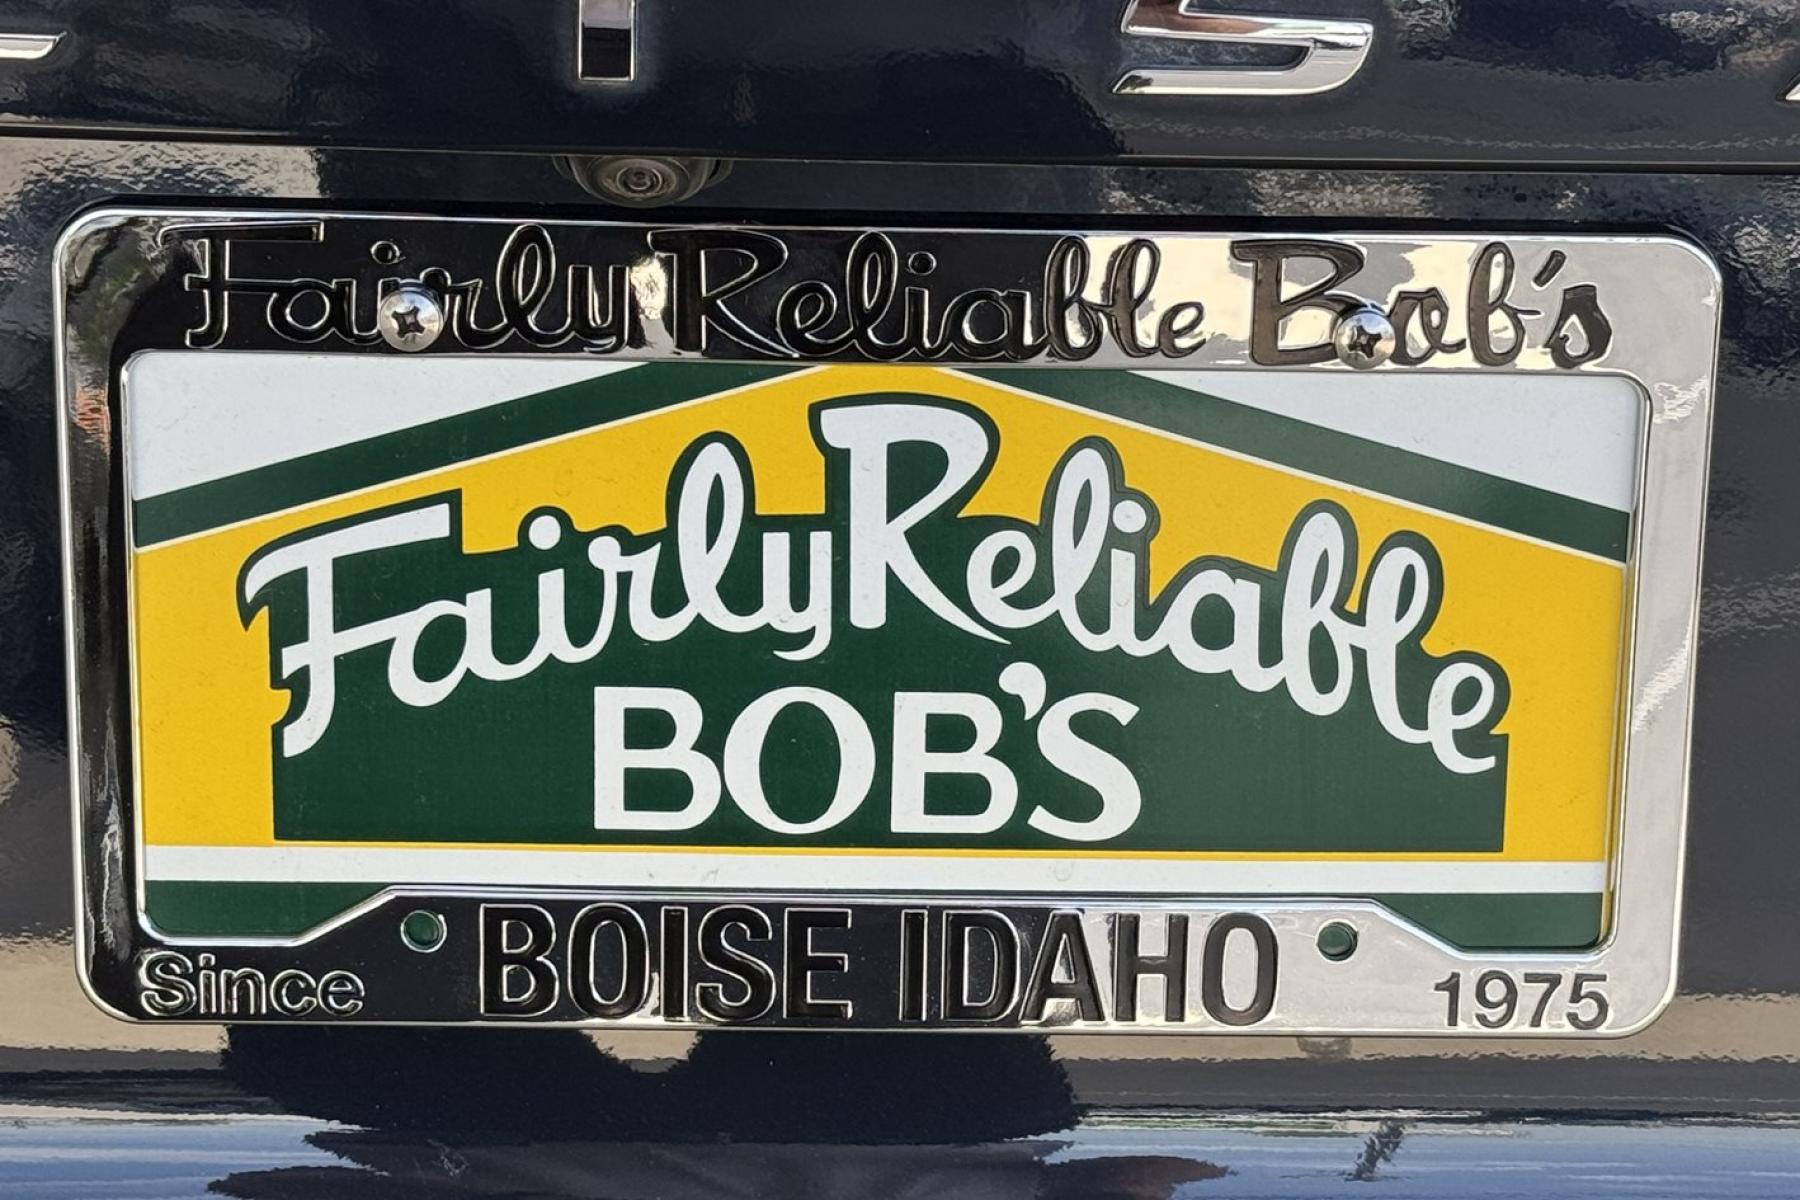 Fairly Reliable Bob's
Fairly Reliable
BOB'S
Since BOISE IDAHO 1975